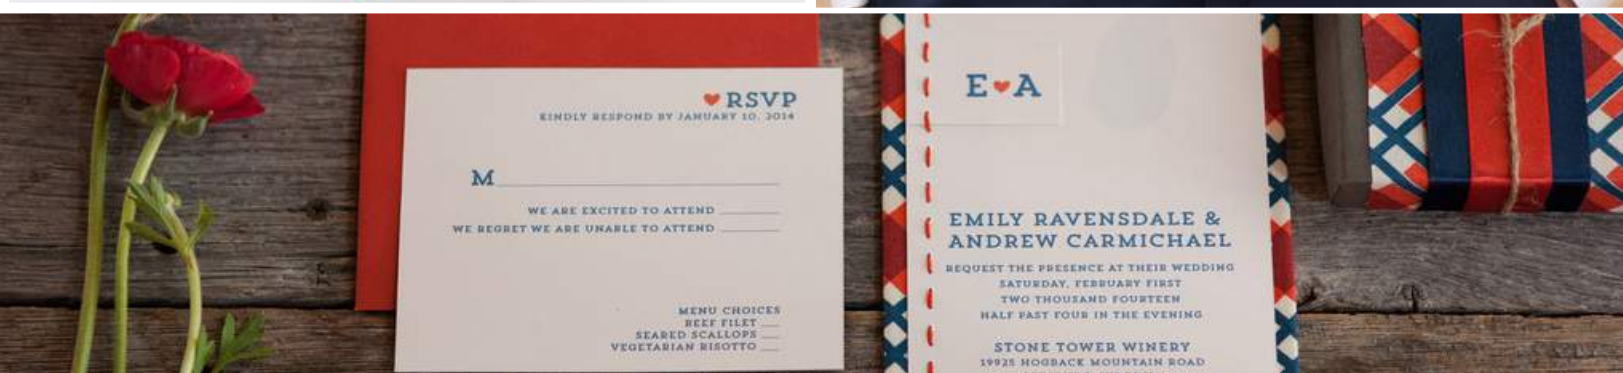 RSVP
KINDLY RESPOND BY JANUARY 10, 2014
M
WE ARE EXCITED TO ATTEND
WE REGRET WE ARE UNABLE TO ATTEND
MENU CHOICES
BEEF FILET
SEARED SCALLOPS
VEGETARIAN RISOTTO
E A
EMILY RAVENSDALE &
ANDREW CARMICHAEL
REQUEST THE PRESENCE AT THEIR WEDDING
SATURDAY, FEBRUARY FIRST
TWO THOUSAND FOURTEEN
HALF PAST FOUR IN THE EVENING
STONE TOWER WINERY
19925 HOGBACK MOUNTAIN ROAD